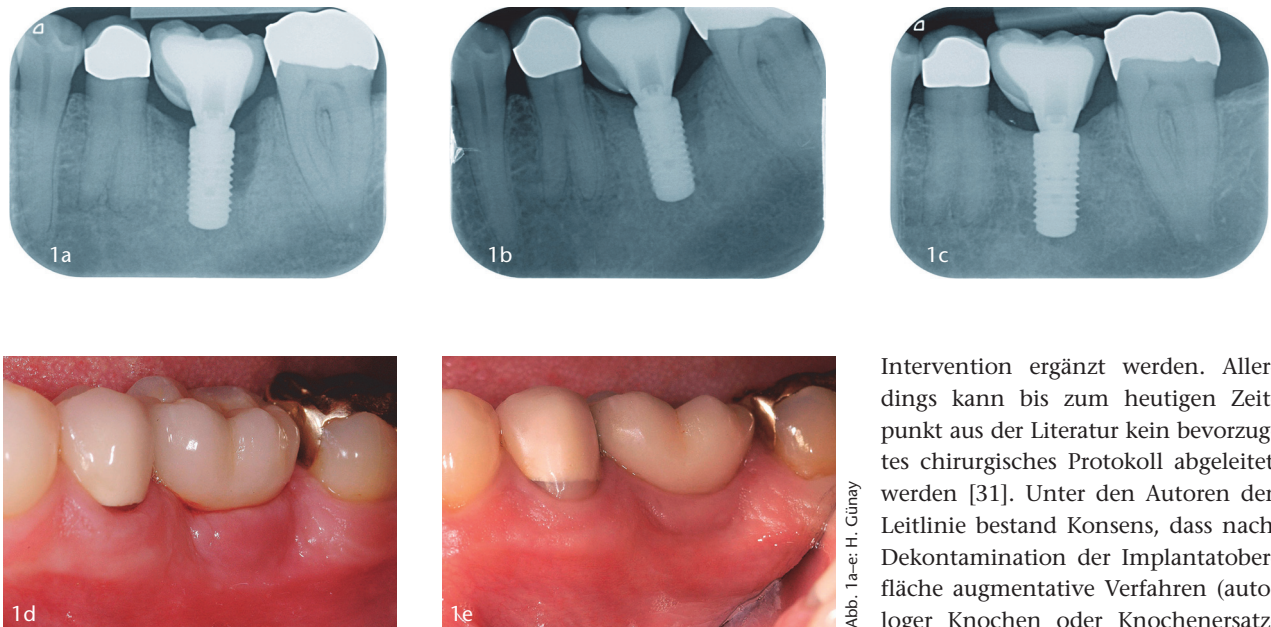 1a
1b
1c
1d
1e
Abb. 1a–e: H. Günay
Intervention ergänzt werden. Aller
dings kann bis zum heutigen Zeit
punkt aus der Literatur kein bevorzug
tes chirurgisches Protokoll abgeleitet
werden [31]. Unter den Autoren der
Leitlinie bestand Konsens, dass nach
Dekontamination der Implantatober
fläche augmentative Verfahren (auto
loger Knochen oder Knochenersatz